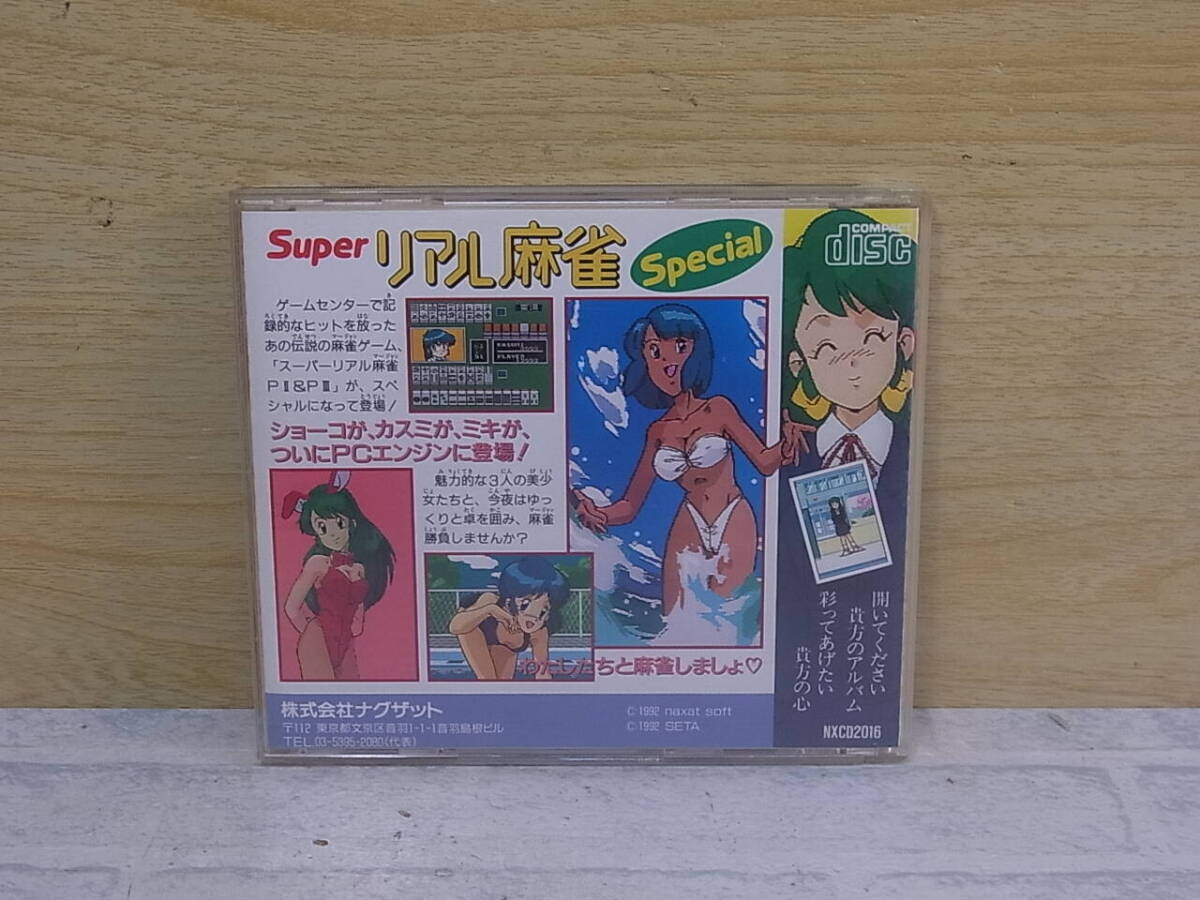 Super リアル麻雀 Special
ゲームセンターで記
録的なヒットを放った
あの伝説の麻雀ゲーム、
「スーパーリアル麻雀
PⅡ&PⅢ」が、スペ
シャルになって登場!
ショーコが、カスミが、ミキが、
ついにPCエンジンに登場!
魅力的な3人の美少
女たちと、今夜はゆっ
くりと卓を囲み、麻雀
勝負しませんか?
わたしたちと麻雀しましょ♡
株式会社ナグザット
〒112 東京都文京区音羽1-1-1音羽島根ビル
TEL.03-5395-2080(代表)
©1992 naxat soft
©1992 SETA
COMPACT
disc
開いてください
貴方のアルバム
彩ってあげたい
貴方の心
NXCD2016